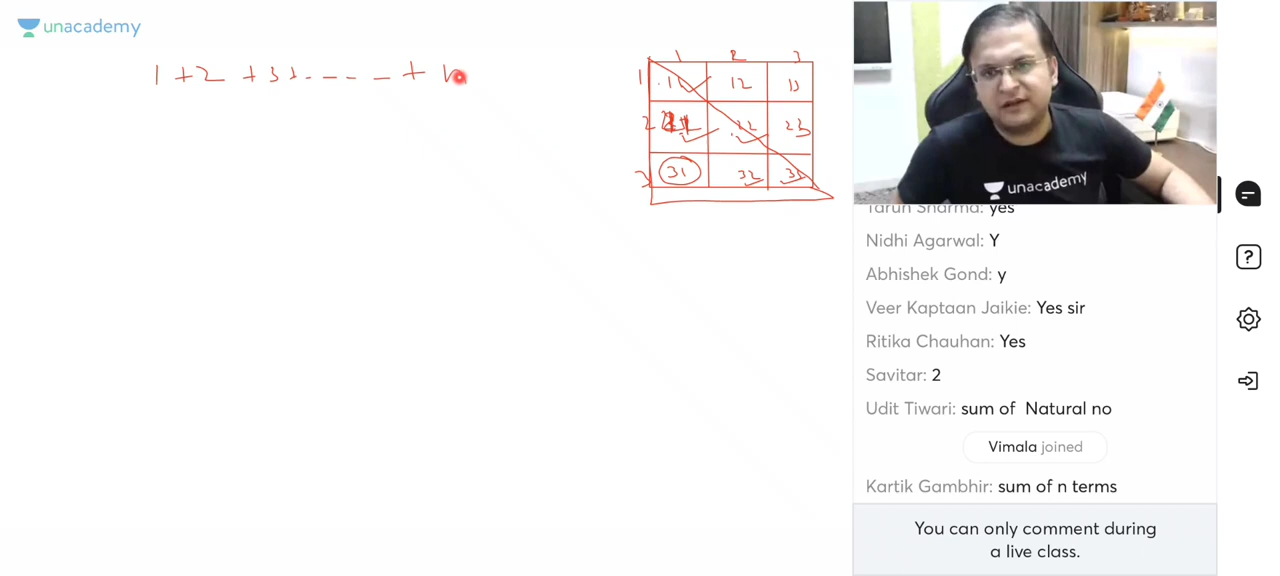 unacademy
1 + 2 + 3 + . . . - - - - + n
1 2 3
1 11 12 13
2 21 22 23
3 31 32 33
unacademy
Tarun Sharma: yes
Nidhi Agarwal: Y
Abhishek Gond: y
Veer Kaptaan Jaikie: Yes sir
Ritika Chauhan: Yes
Savitar: 2
Udit Tiwari: sum of Natural no
Vimala joined
Kartik Gambhir: sum of n terms
You can only comment during
a live class.
?